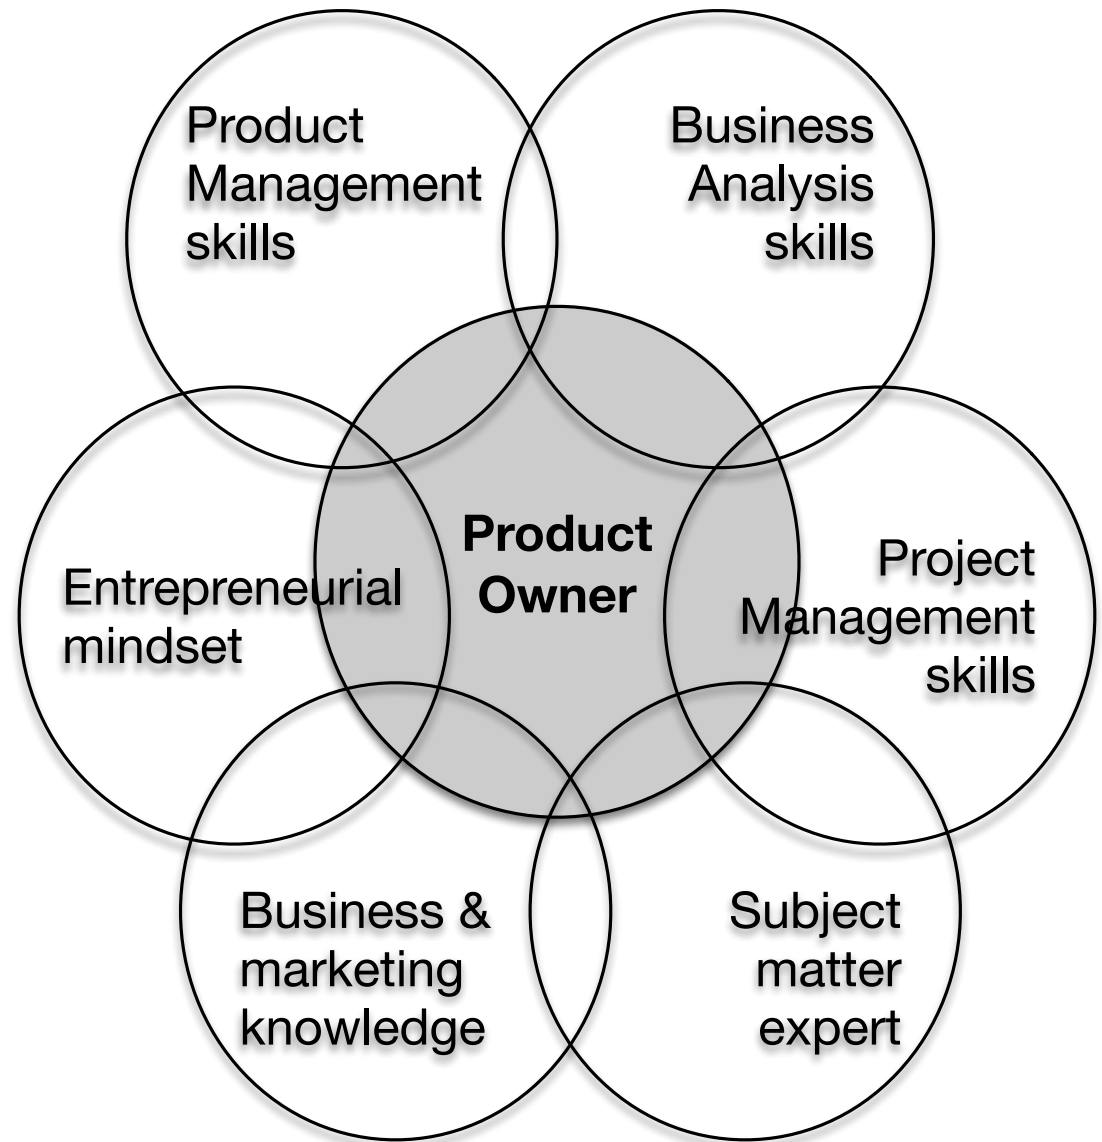 Product
Management
skills
Business
Analysis
skills
Product
Owner
Entrepreneurial
mindset
Project
Management
skills
Business &
marketing
knowledge
Subject
matter
expert